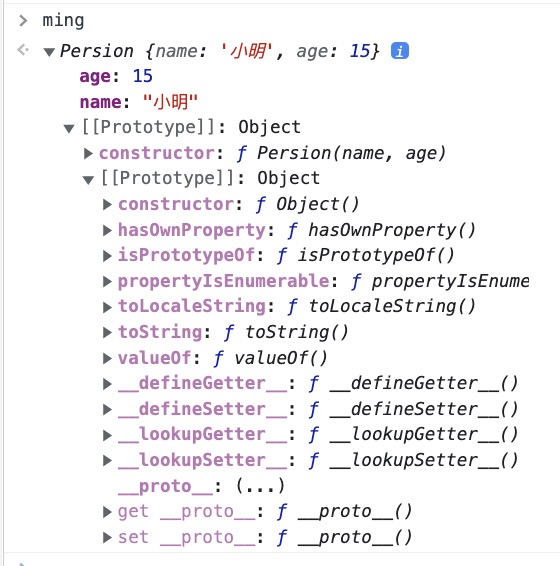 ming
Persion {name: '小明', age: 15} i
age: 15
name: "小明"
[[Prototype]]: Object
constructor: ƒ Persion(name, age)
[[Prototype]]: Object
constructor: ƒ Object()
hasOwnProperty: ƒ hasOwnProperty()
isPrototypeOf: ƒ isPrototypeOf()
propertyIsEnumerable: ƒ propertyIsEnume
toLocaleString: ƒ toLocaleString()
toString: ƒ toString()
valueOf: ƒ valueOf()
__defineGetter__: ƒ __defineGetter__()
__defineSetter__: ƒ __defineSetter__()
__lookupGetter__: ƒ __lookupGetter__()
__lookupSetter__: ƒ __lookupSetter__()
__proto__: (...)
get __proto__: ƒ __proto__()
set __proto__: ƒ __proto__()